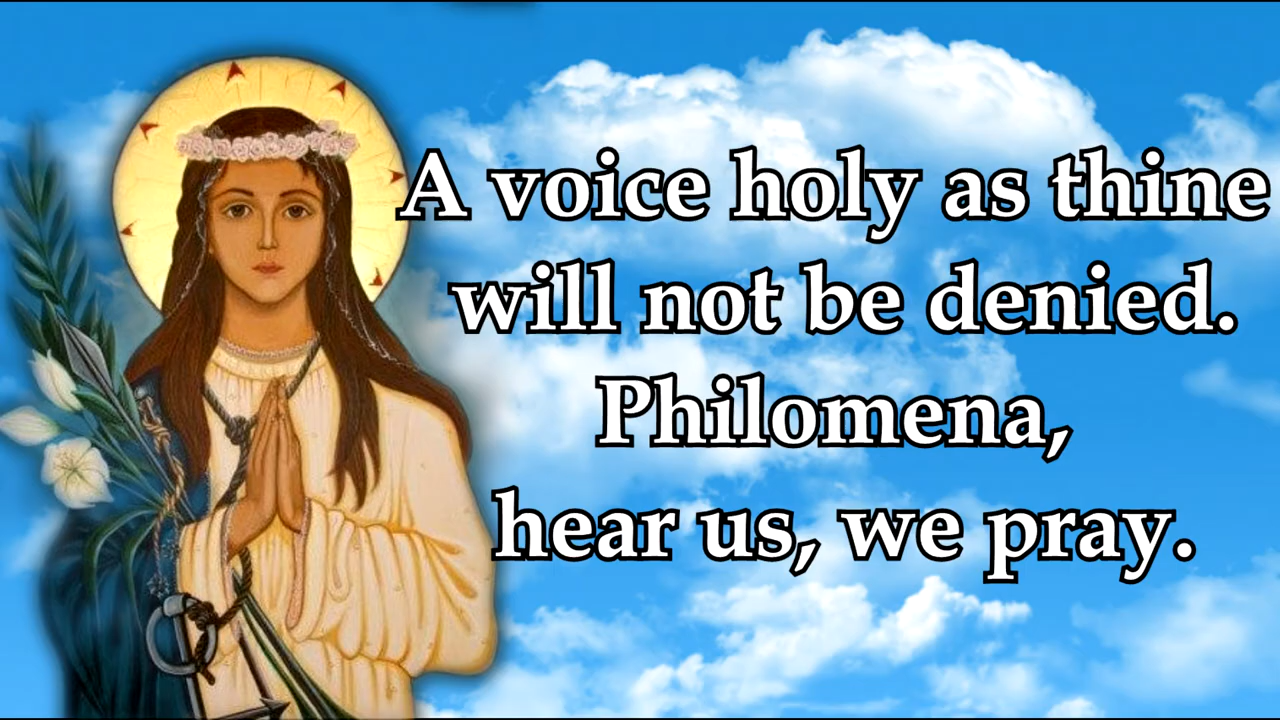 A voice holy as thine
will not be denied.
Philomena,
hear us, we pray.